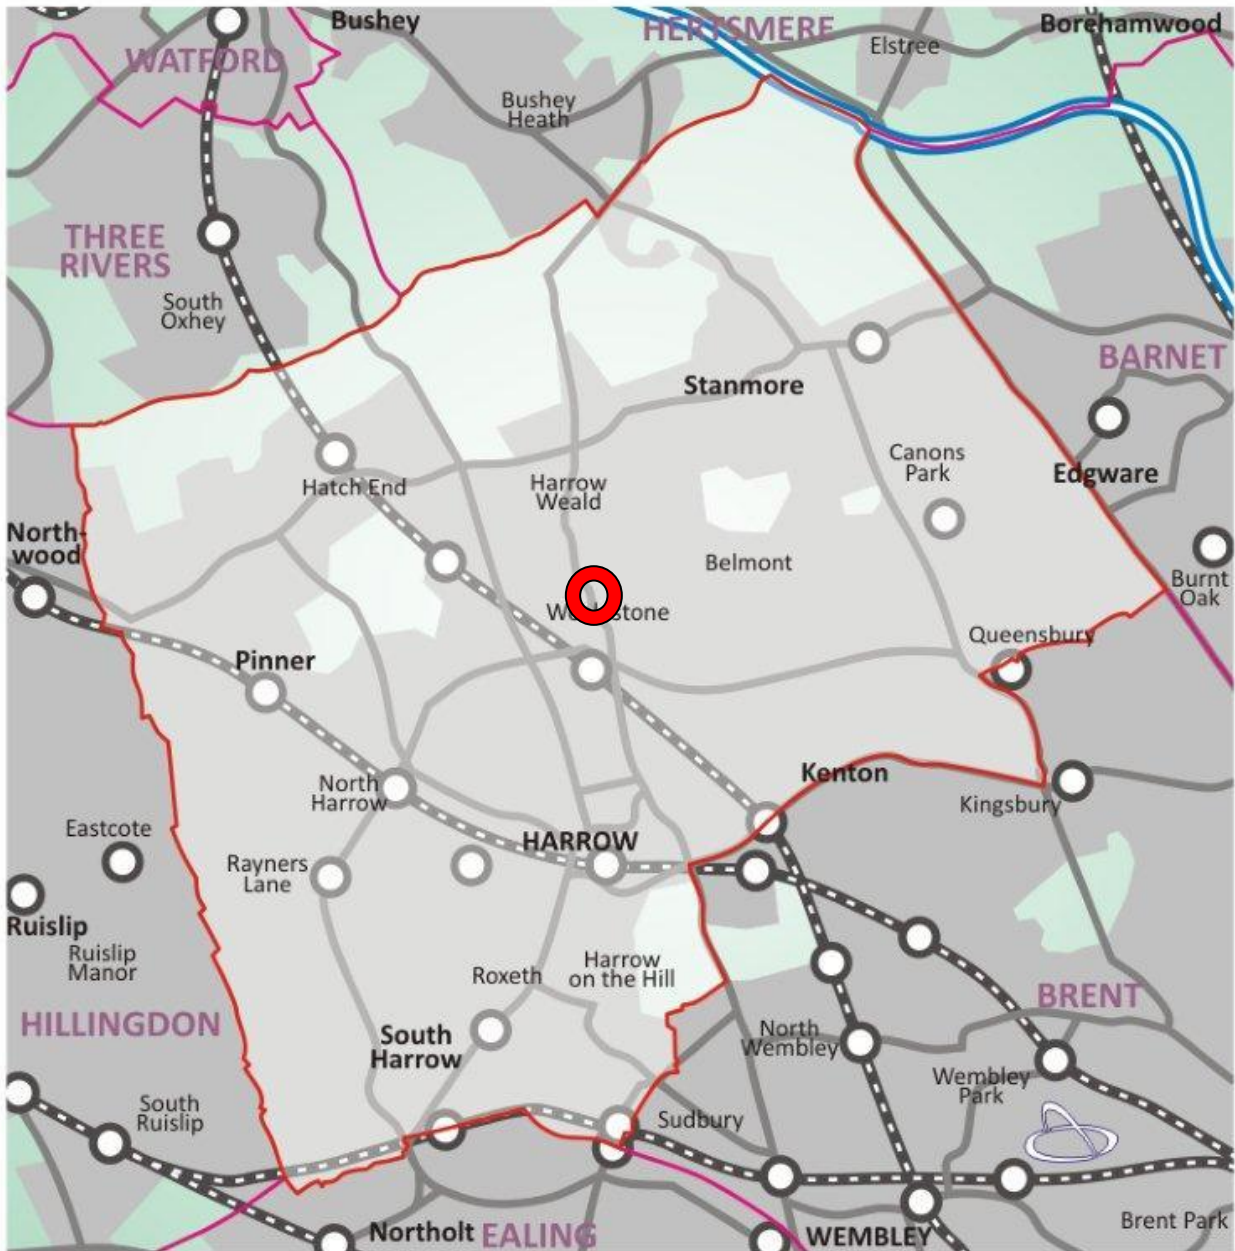 Bushey
HERTSMERE
Borehamwood
Elstree
WATFORD
Bushey
Heath
THREE
RIVERS
South
Oxhey
BARNET
Stanmore
Canons
Park
Edgware
Hatch End
Harrow
Weald
North-
wood
Belmont
Burnt
Oak
stone
Queensbury
Pinner
Kenton
North
Harrow
Kingsbury
Eastcote
HARROW
Rayners
Lane
Ruislip
Ruislip
Manor
Roxeth
Harrow
on the Hill
BRENT
HILLINGDON
South
Harrow
North
Wembley
Wembley
Park
South
Ruislip
Sudbury
Northolt
EALING
WEMBLEY
Brent Park